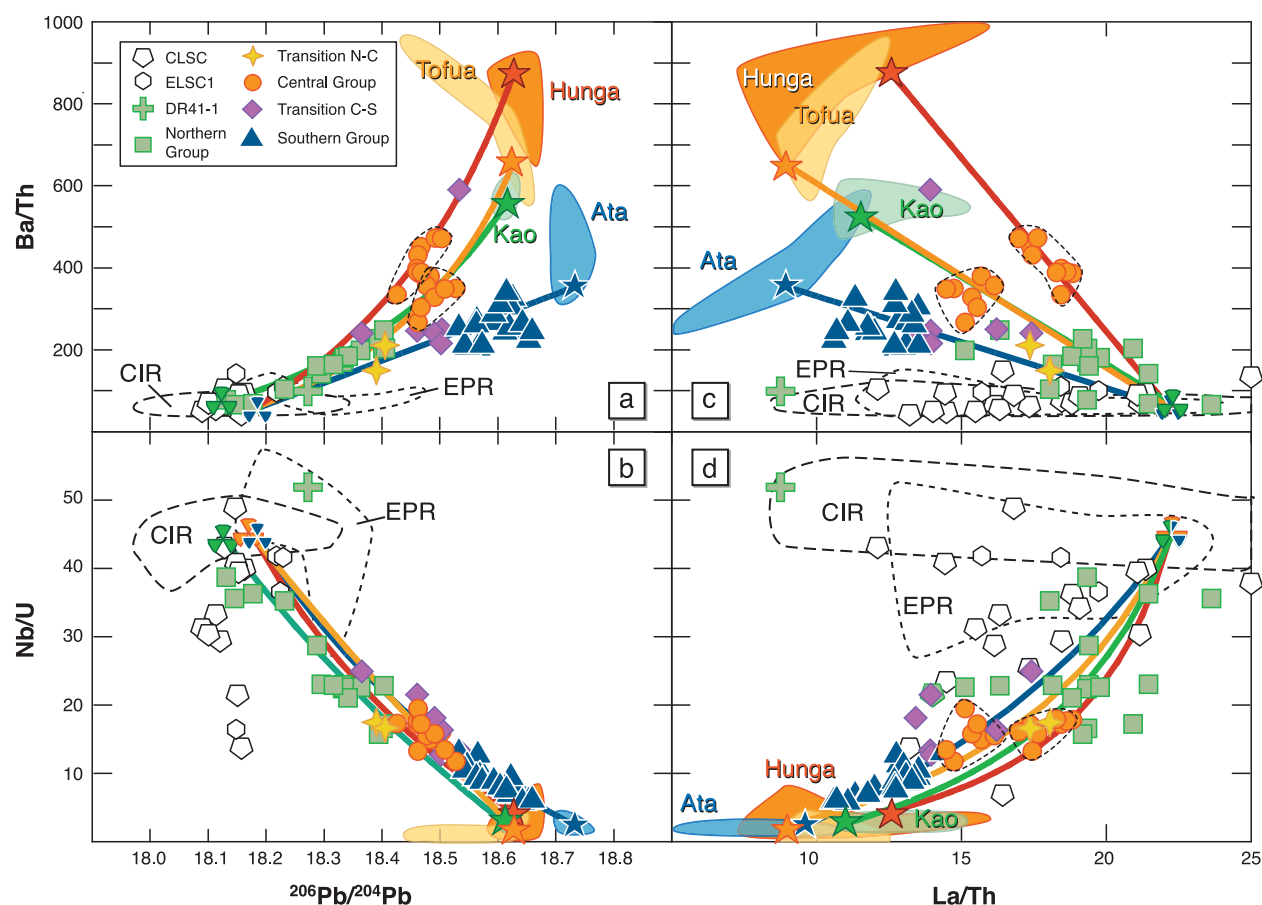 1000
800
600
400
200
Ba/Th
CLSC
ELSC1
DR41-1
Northern
Group
Transition N-C
Central Group
Transition C-S
Southern Group
Tofua
Hunga
Kao
Ata
CIR
EPR
a
Hunga
Tofua
Kao
Ata
EPR
CIR
c
50
40
30
20
10
Nb/U
CIR
EPR
b
18.0
18.1
18.2
18.3
18.4
18.5
18.6
18.7
18.8
206Pb/204Pb
d
CIR
EPR
Hunga
Ata
Kao
10
15
20
25
La/Th